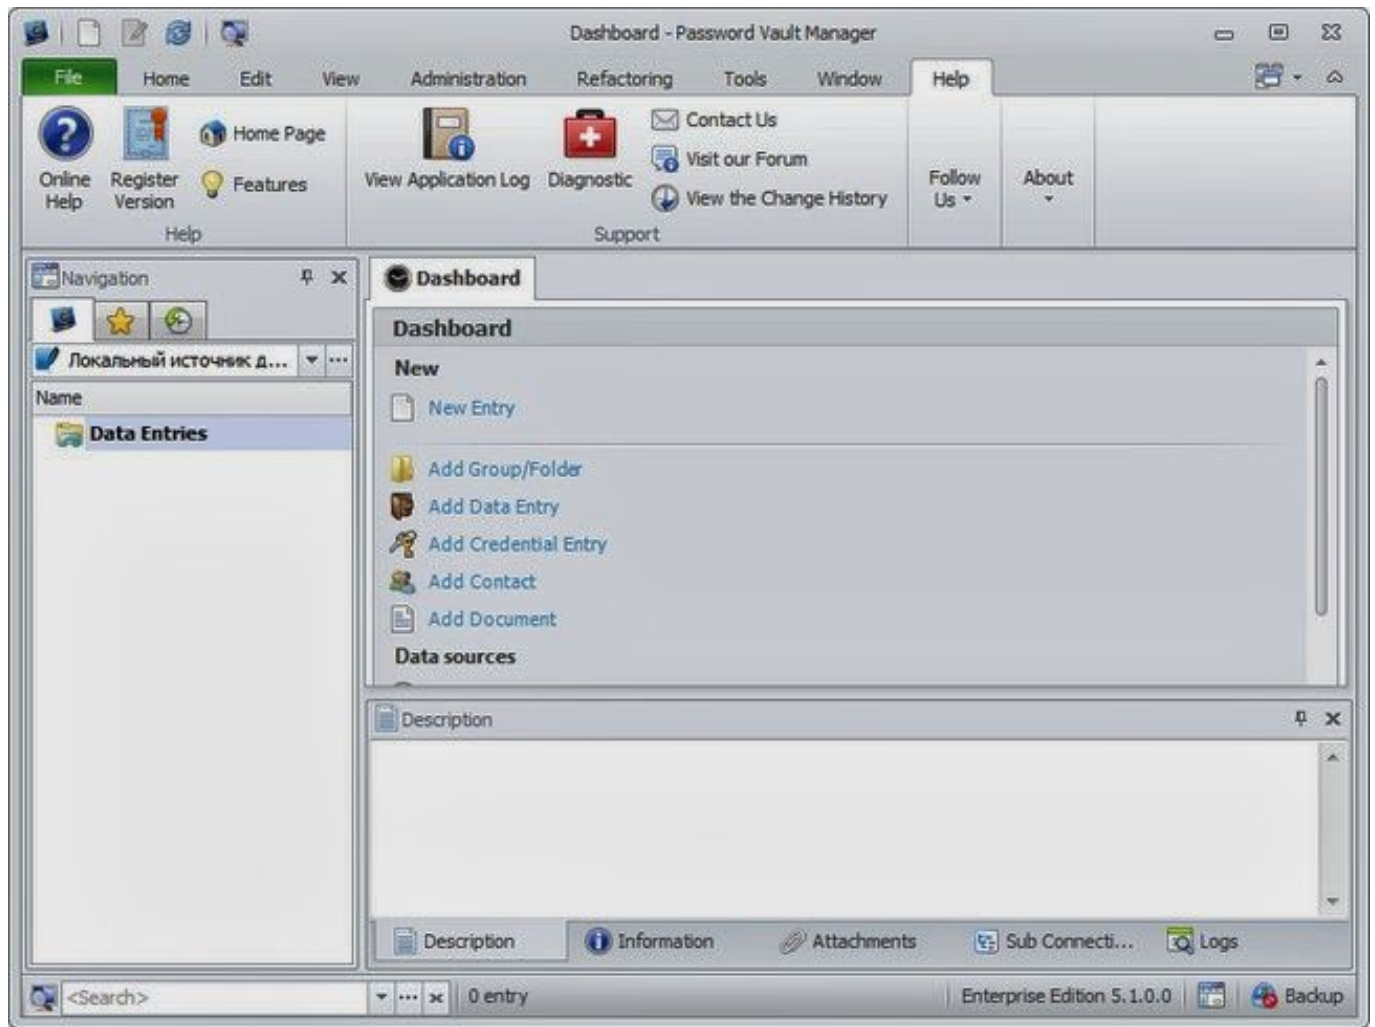 Dashboard - Password Vault Manager
File Home Edit View Administration Refactoring Tools Window Help
Online Help
Register Version
Home Page
Features
Help
View Application Log
Diagnostic
Contact Us
Visit our Forum
View the Change History
Support
Follow Us
About
Navigation
Локальный источник д...
Name
Data Entries
Dashboard
Dashboard
New
New Entry
Add Group/Folder
Add Data Entry
Add Credential Entry
Add Contact
Add Document
Data sources
Description
Description Information Attachments Sub Connecti... Logs
<Search> 0 entry Enterprise Edition 5.1.0.0 Backup